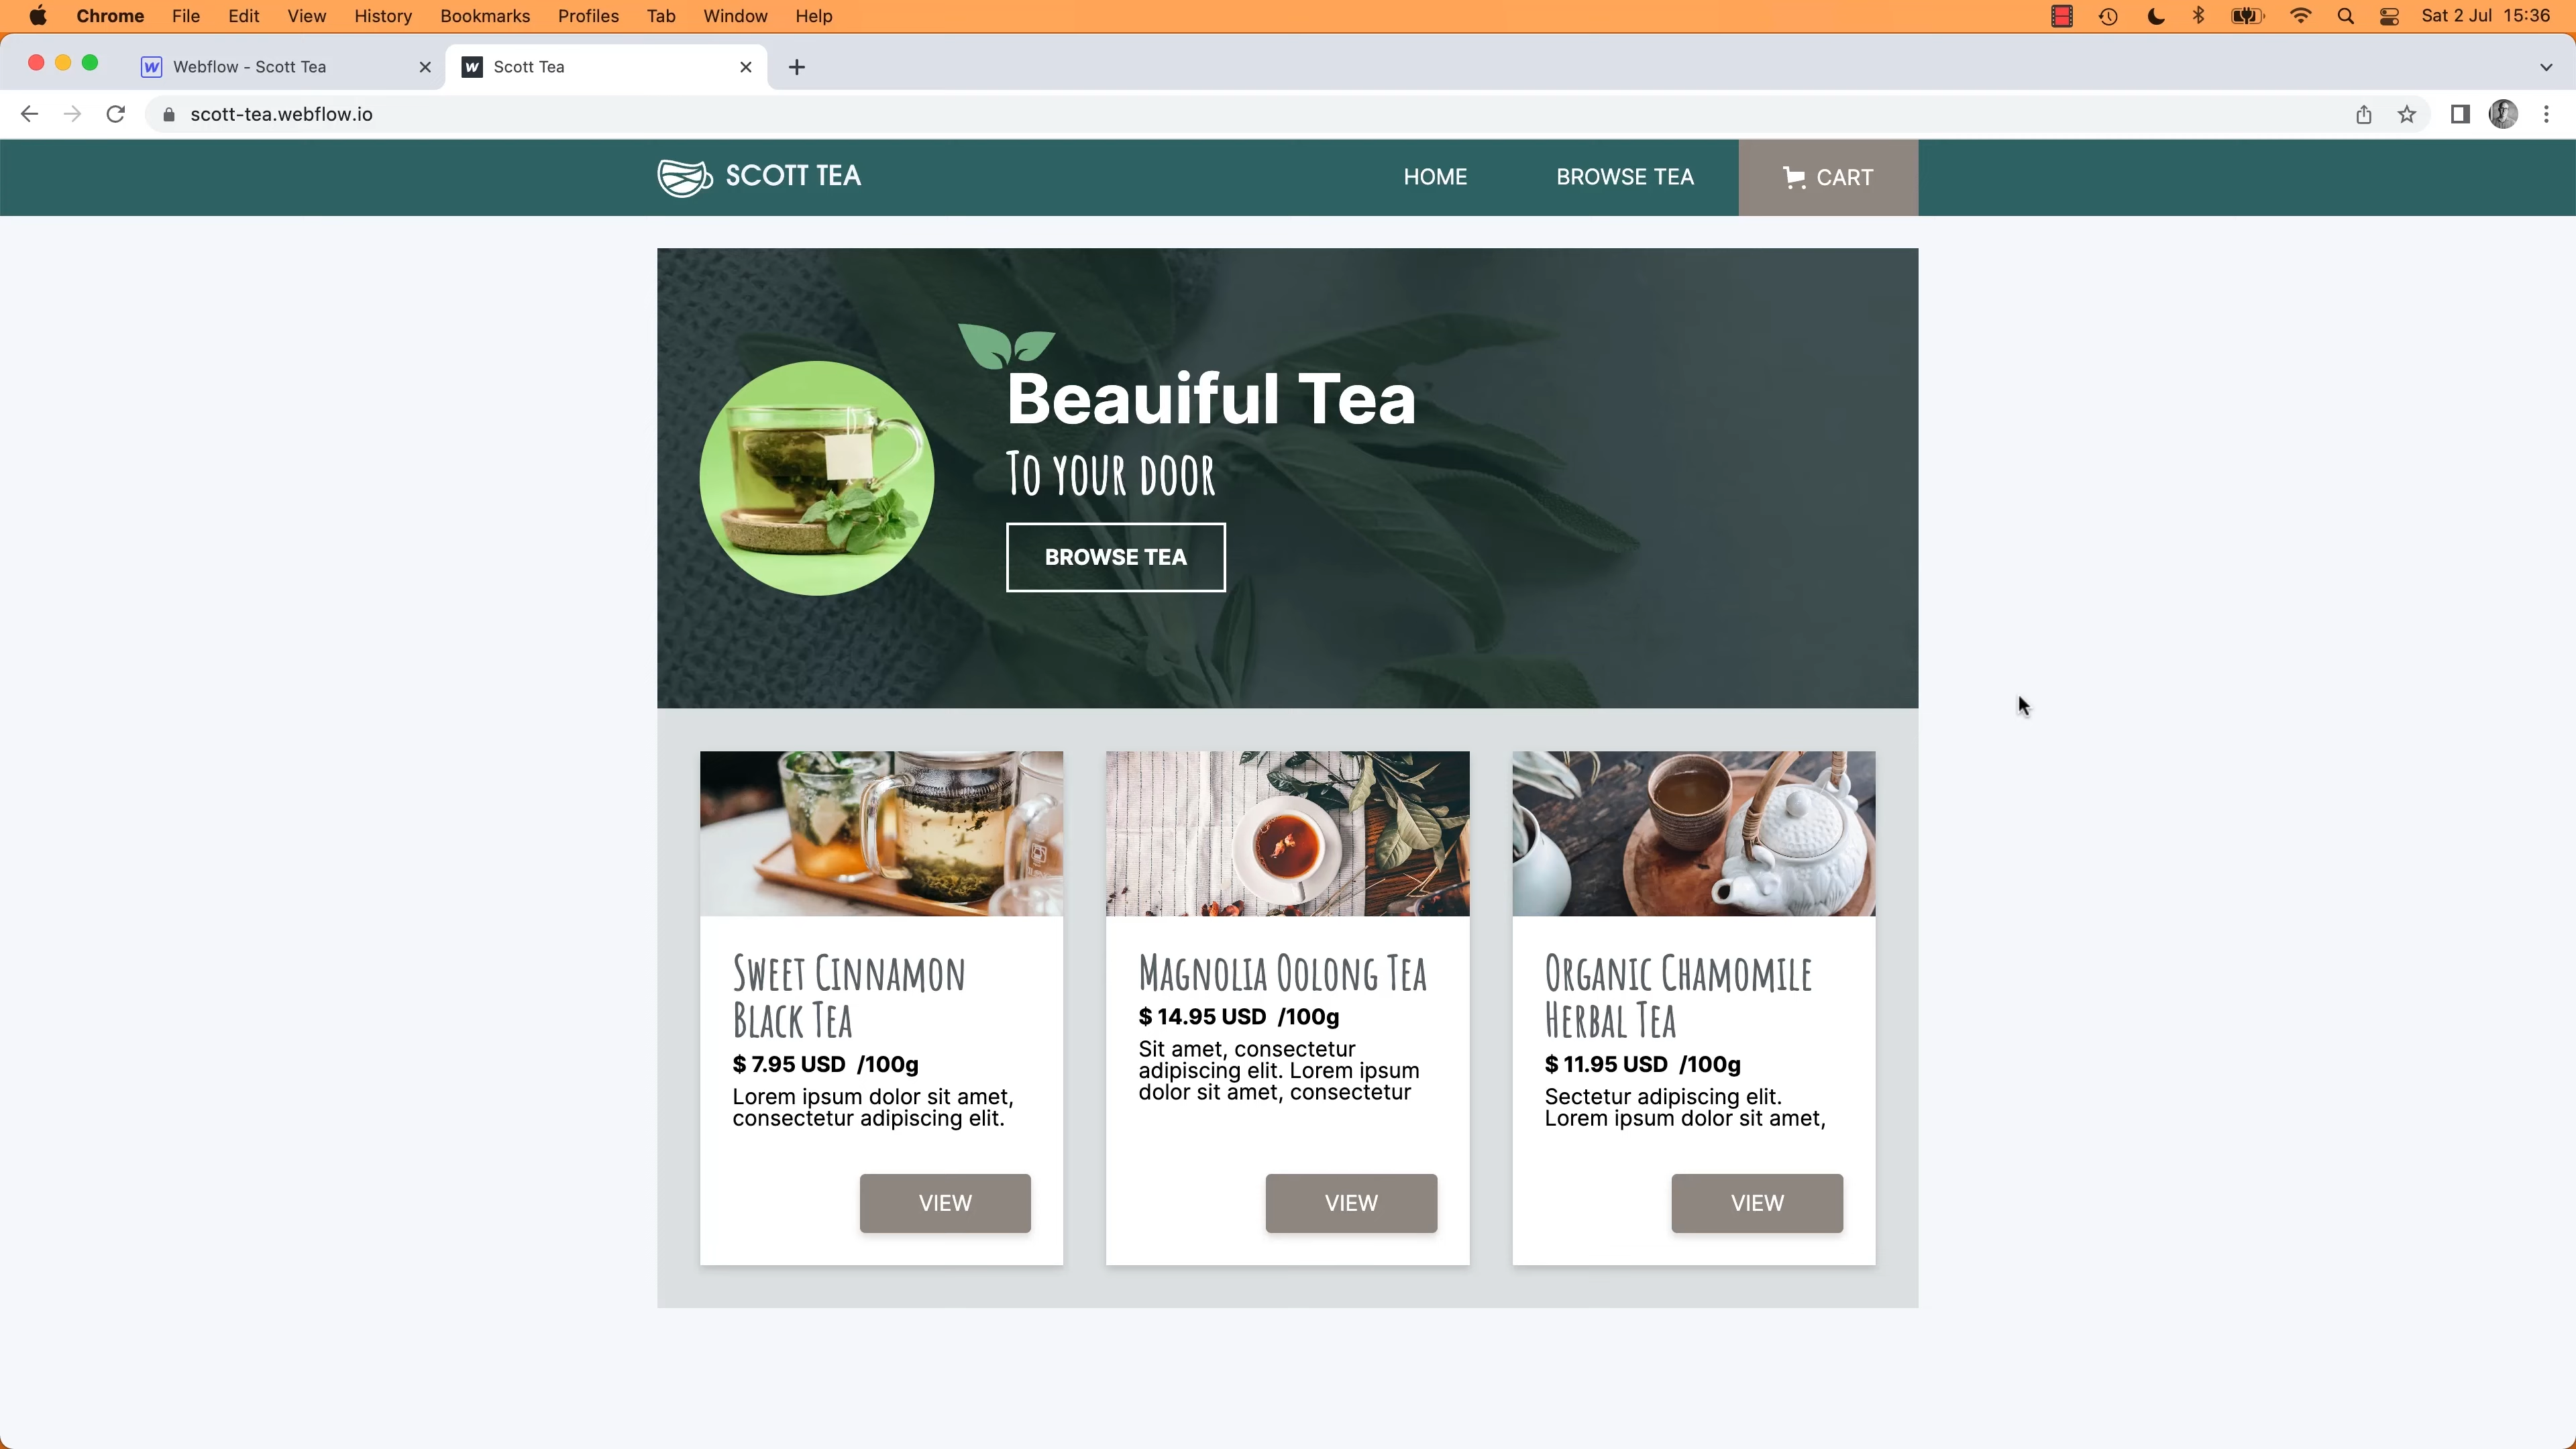 Chrome File Edit View History Bookmarks Profiles Tab Window Help Sat 2 Jul 15:36
Webflow - Scott Tea Scott Tea
scott-tea.webflow.io
SCOTT TEA HOME BROWSE TEA CART
Beauiful Tea
To your door
BROWSE TEA
Sweet Cinnamon
Black Tea
$ 7.95 USD /100g
Lorem ipsum dolor sit amet,
consectetur adipiscing elit.
VIEW
Magnolia Oolong Tea
$ 14.95 USD /100g
Sit amet, consectetur
adipiscing elit. Lorem ipsum
dolor sit amet, consectetur
VIEW
Organic Chamomile
Herbal Tea
$ 11.95 USD /100g
Sectetur adipiscing elit.
Lorem ipsum dolor sit amet,
VIEW